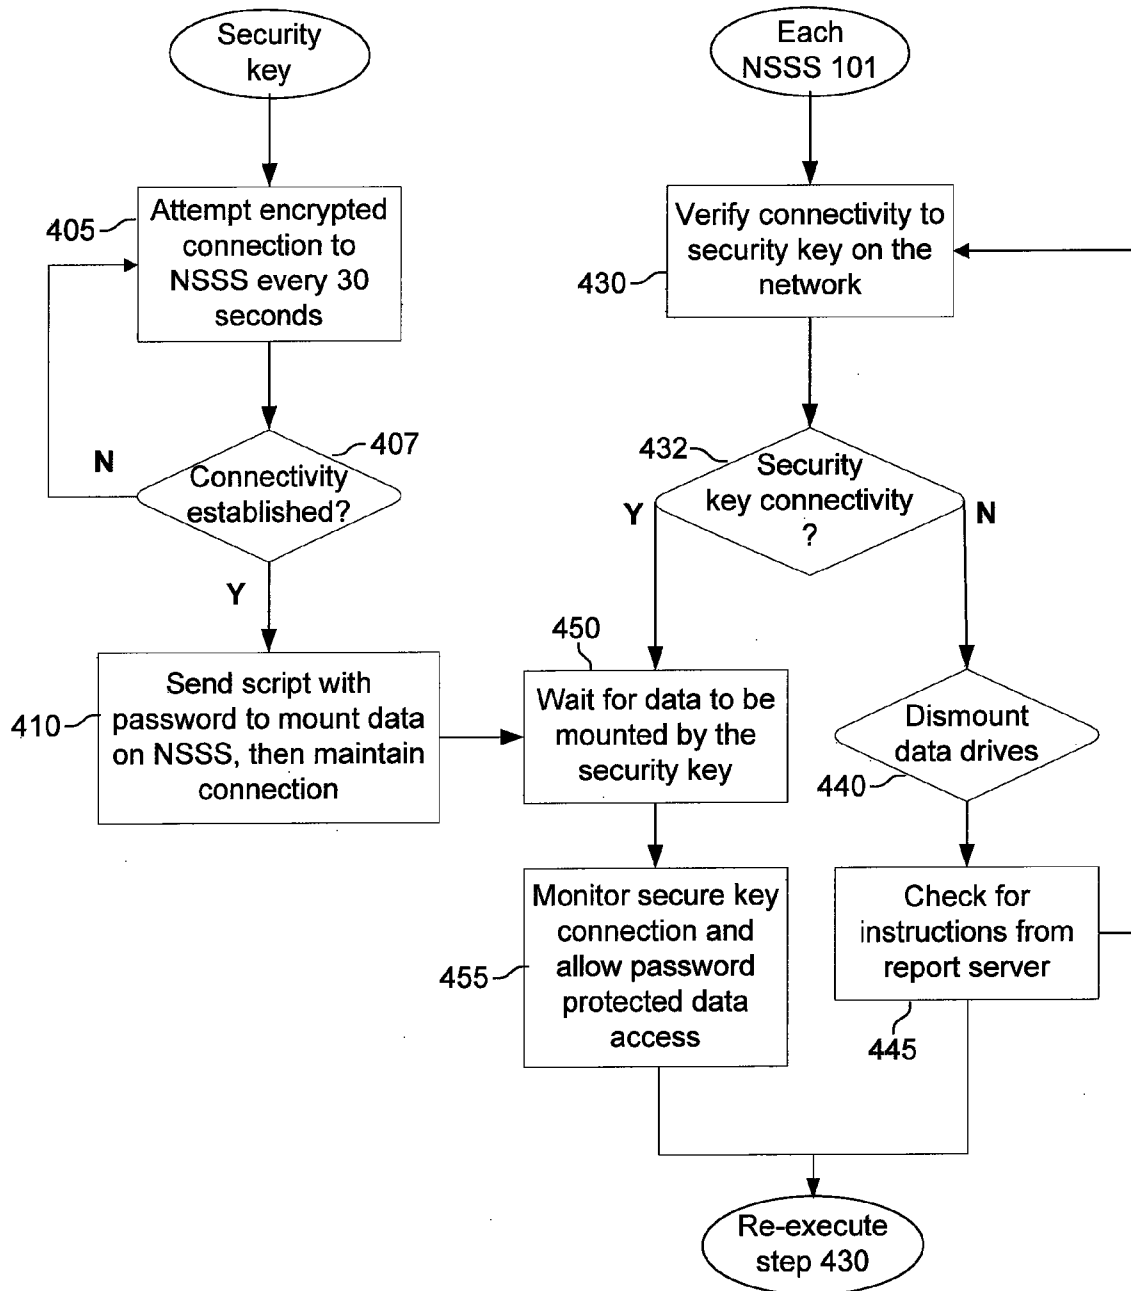 Security
key
Each
NSSS 101
405
Attempt encrypted
connection to
NSSS every 30
seconds
430
Verify connectivity to
security key on the
network
407
N
Connectivity
established?
Y
432
Security
key connectivity
?
Y
N
410
Send script with
password to mount data
on NSSS, then maintain
connection
450
Wait for data to be
mounted by the
security key
Dismount
data drives
440
455
Monitor secure key
connection and
allow password
protected data
access
Check for
instructions from
report server
445
Re-execute
step 430